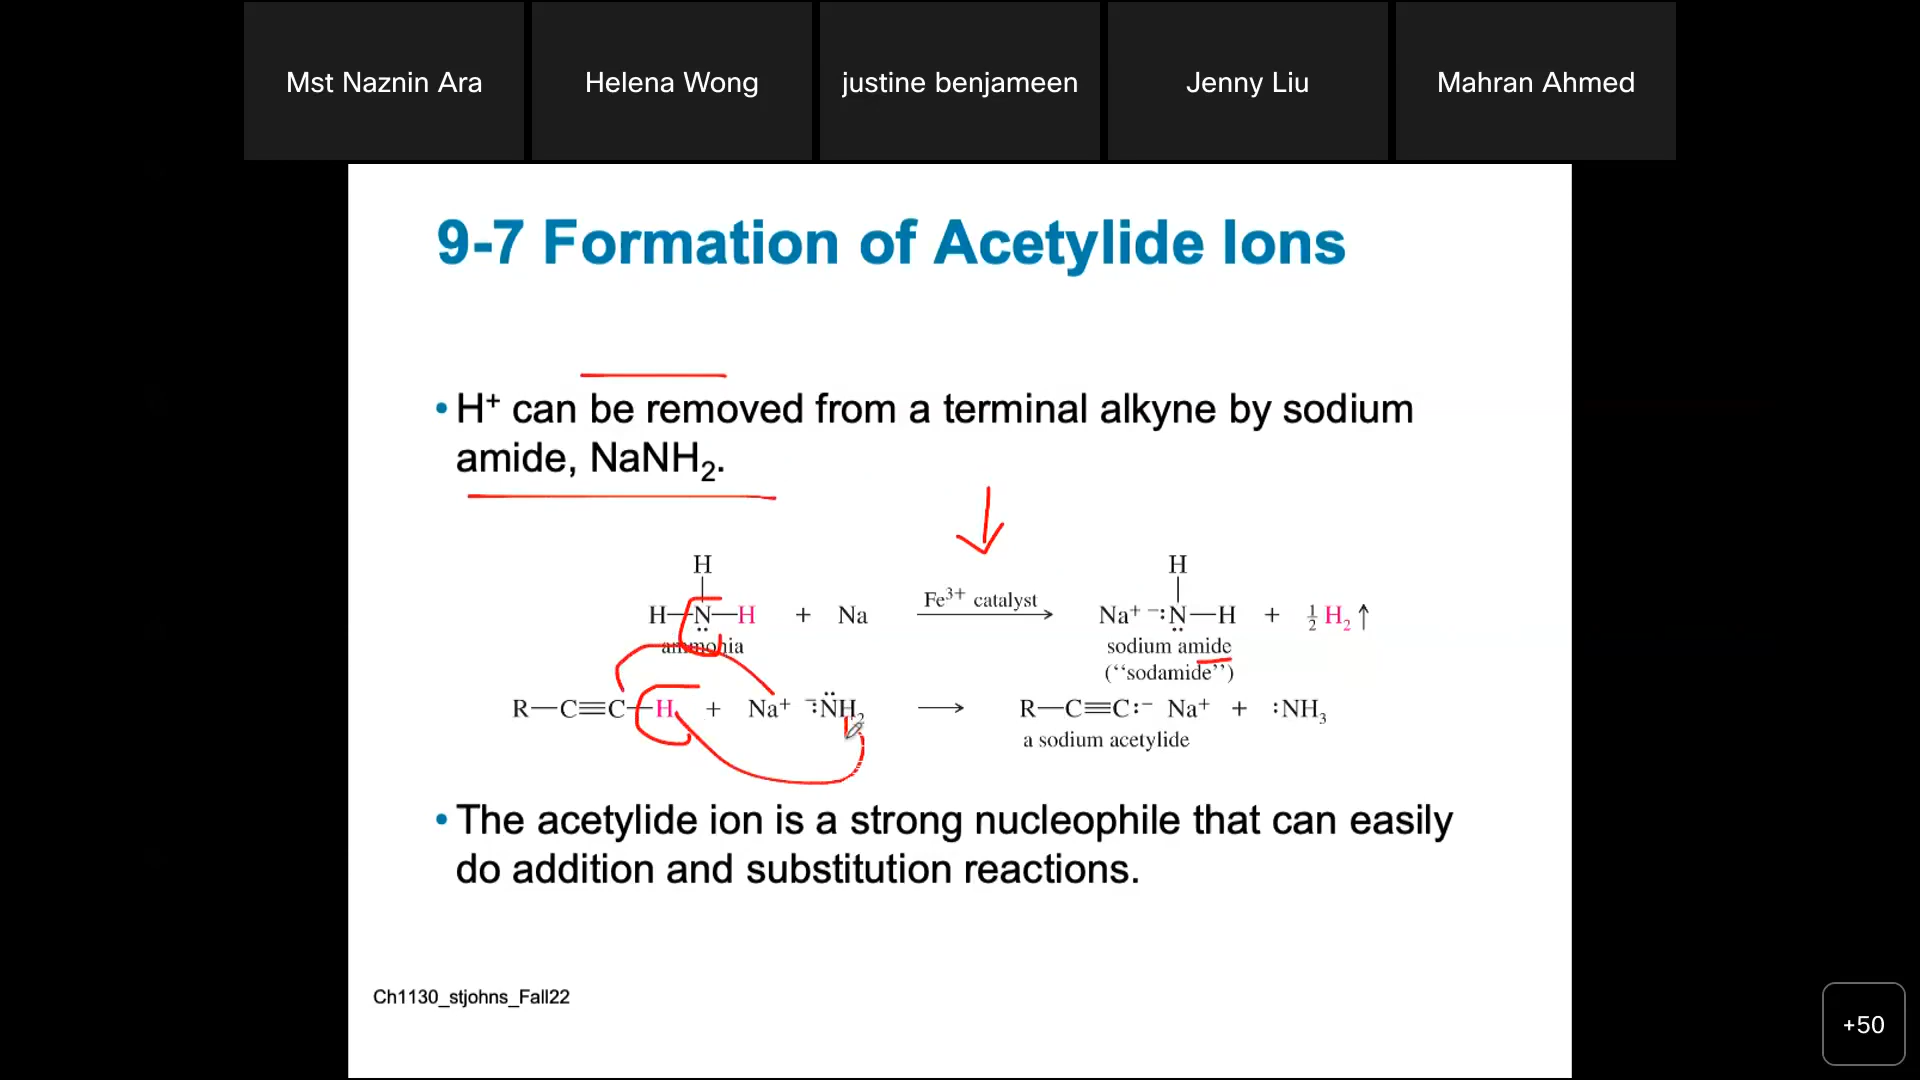 Mst Naznin Ara
Helena Wong
justine benjameen
Jenny Liu
Mahran Ahmed
9-7 Formation of Acetylide Ions
• H⁺ can be removed from a terminal alkyne by sodium
amide, NaNH₂.
H H
H—N̤—H + Na Fe³⁺ catalyst ⟶ Na⁺ ⁻:N̤—H + ½ H₂↑
ammonia sodium amide
(‘‘sodamide’’)
R—C≡C—H + Na⁺ ⁻:N̈H₂ ⟶ R—C≡C:⁻ Na⁺ + :NH₃
a sodium acetylide
• The acetylide ion is a strong nucleophile that can easily
do addition and substitution reactions.
Ch1130_stjohns_Fall22
+50